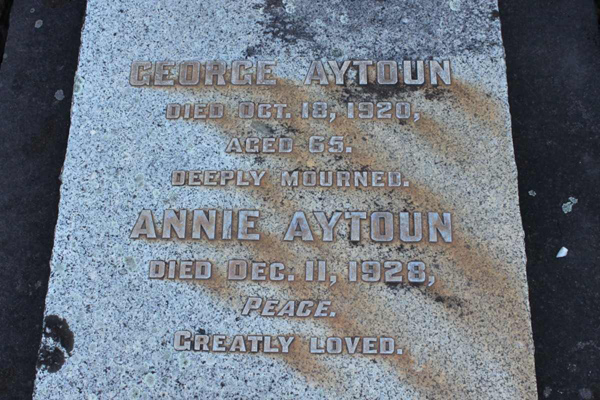 GEORGE AYTOUN
DIED OCT. 18, 1920,
AGED 65.
DEEPLY MOURNED.
ANNIE AYTOUN
DIED DEC. 11, 1928,
PEACE.
GREATLY LOVED.